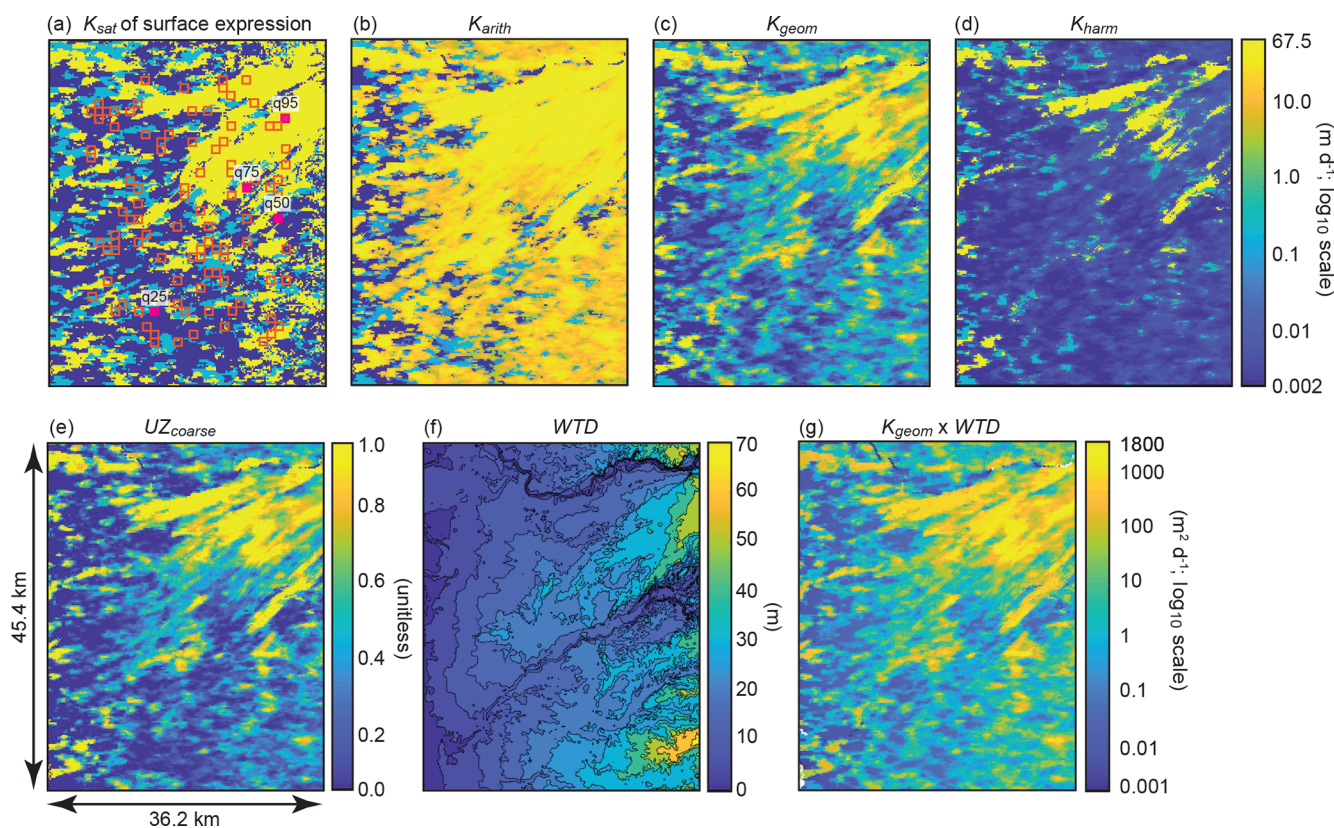 (a) Ksat of surface expression
(b) Karith
(c) Kgeom
(d) Kharm
q95
q75
q50
q25
67.5
10.0
1.0
0.1
0.01
0.002
(m d-1; log10 scale)
(e) UZcoarse
(f) WTD
(g) Kgeom x WTD
1.0
0.8
0.6
0.4
0.2
0.0
(unitless)
70
60
50
40
30
20
10
0
(m)
1800
1000
100
10
1
0.1
0.01
0.001
(m2 d-1; log10 scale)
45.4 km
36.2 km